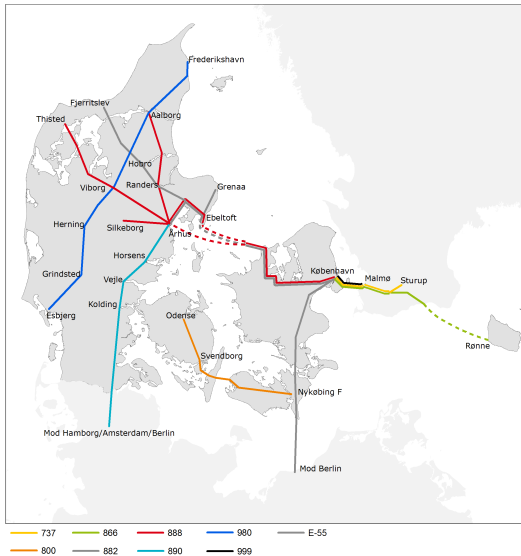 Frederikshavn
Fjerritslev
Thisted
Aalborg
Hobro
Viborg
Randers
Grenaa
Silkeborg
Ebeltoft
Herning
Århus
Horsens
København
Grindsted
Vejle
Malmø
Sturup
Kolding
Esbjerg
Odense
Rønne
Svendborg
Nykøbing F
Mod Hamborg/Amsterdam/Berlin
Mod Berlin
737 866 888 980 E-55
800 882 890 999